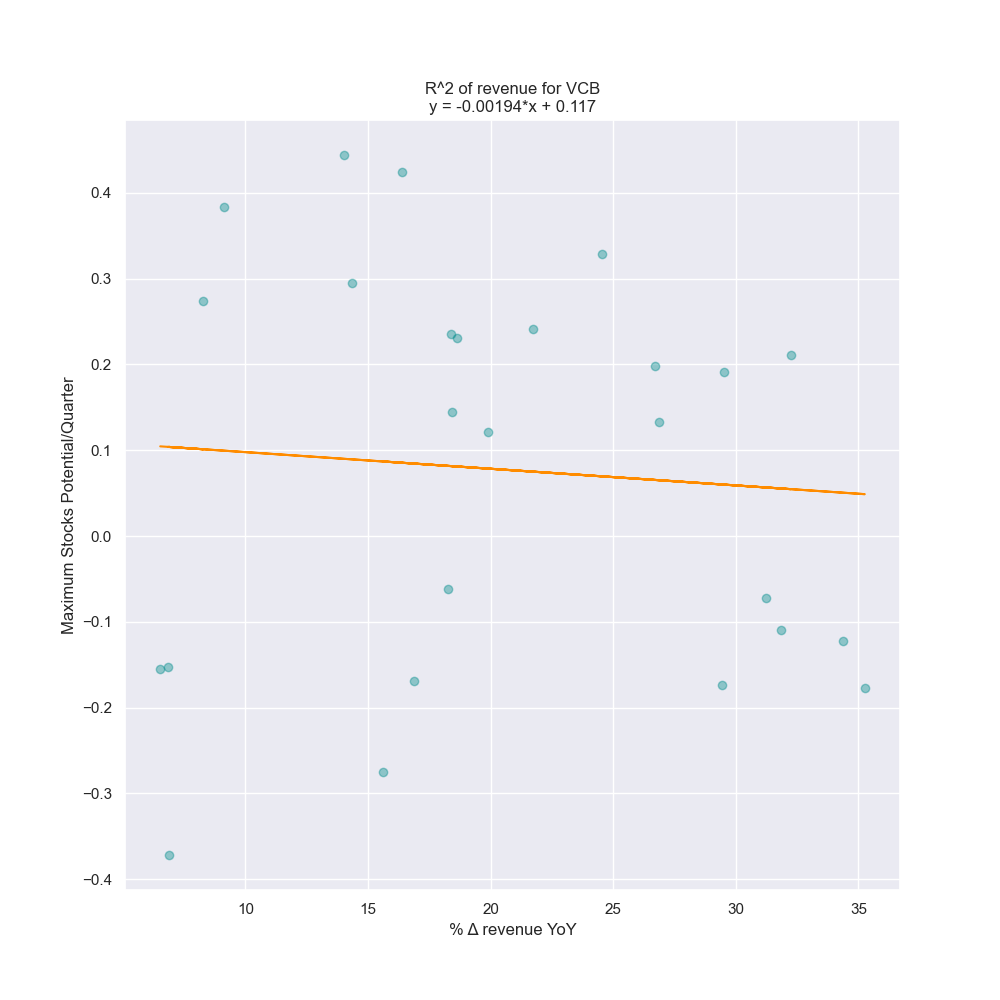 R^2 of revenue for VCB
y = -0.00194*x + 0.117
Maximum Stocks Potential/Quarter
0.4
0.3
0.2
0.1
0.0
−0.1
−0.2
−0.3
−0.4
10 15 20 25 30 35
% Δ revenue YoY